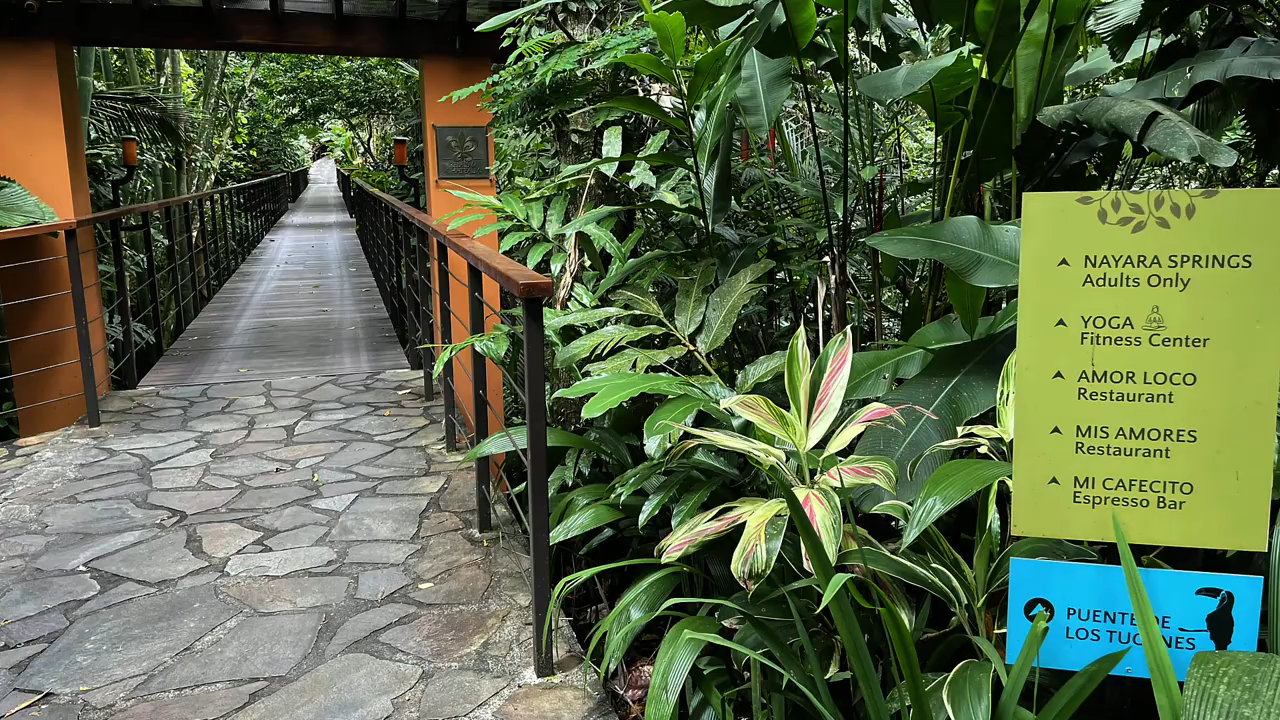 NAYARA SPRINGS
Adults Only
YOGA
Fitness Center
AMOR LOCO
Restaurant
MIS AMORES
Restaurant
MI CAFECITO
Espresso Bar
PUENTE DE
LOS TUCANES